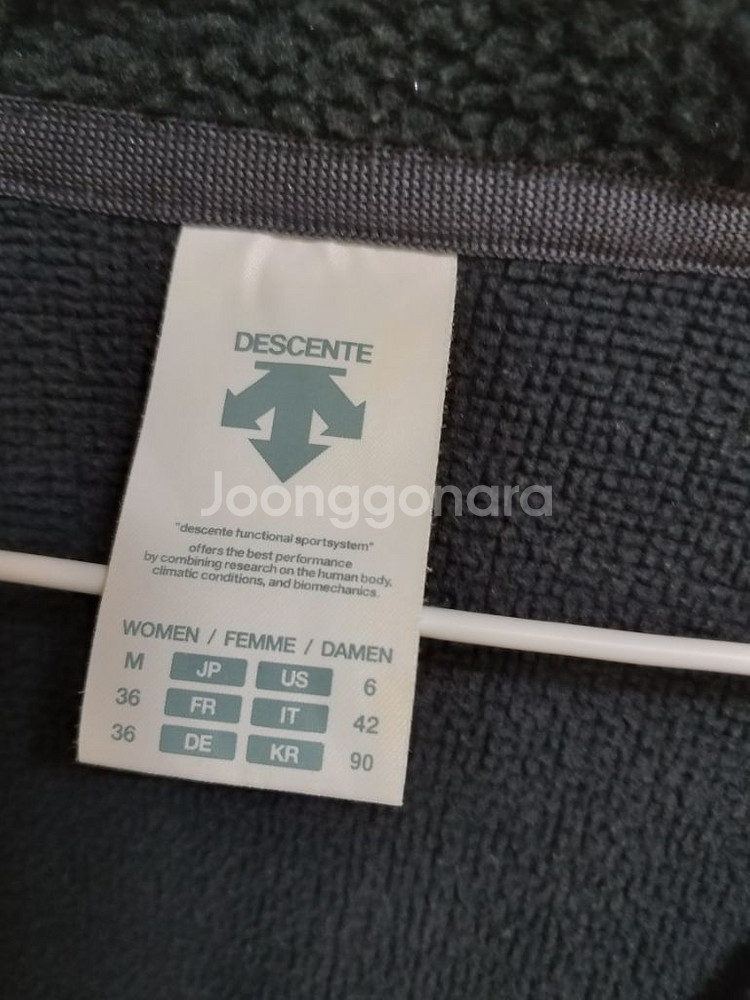 DESCENTE
Joonggonara
"descente functional sportsystem"
offers the best performance
by combining research on the human body,
climatic conditions, and biomechanics.
WOMEN / FEMME / DAMEN
M JP US 6
36 FR IT 42
36 DE KR 90